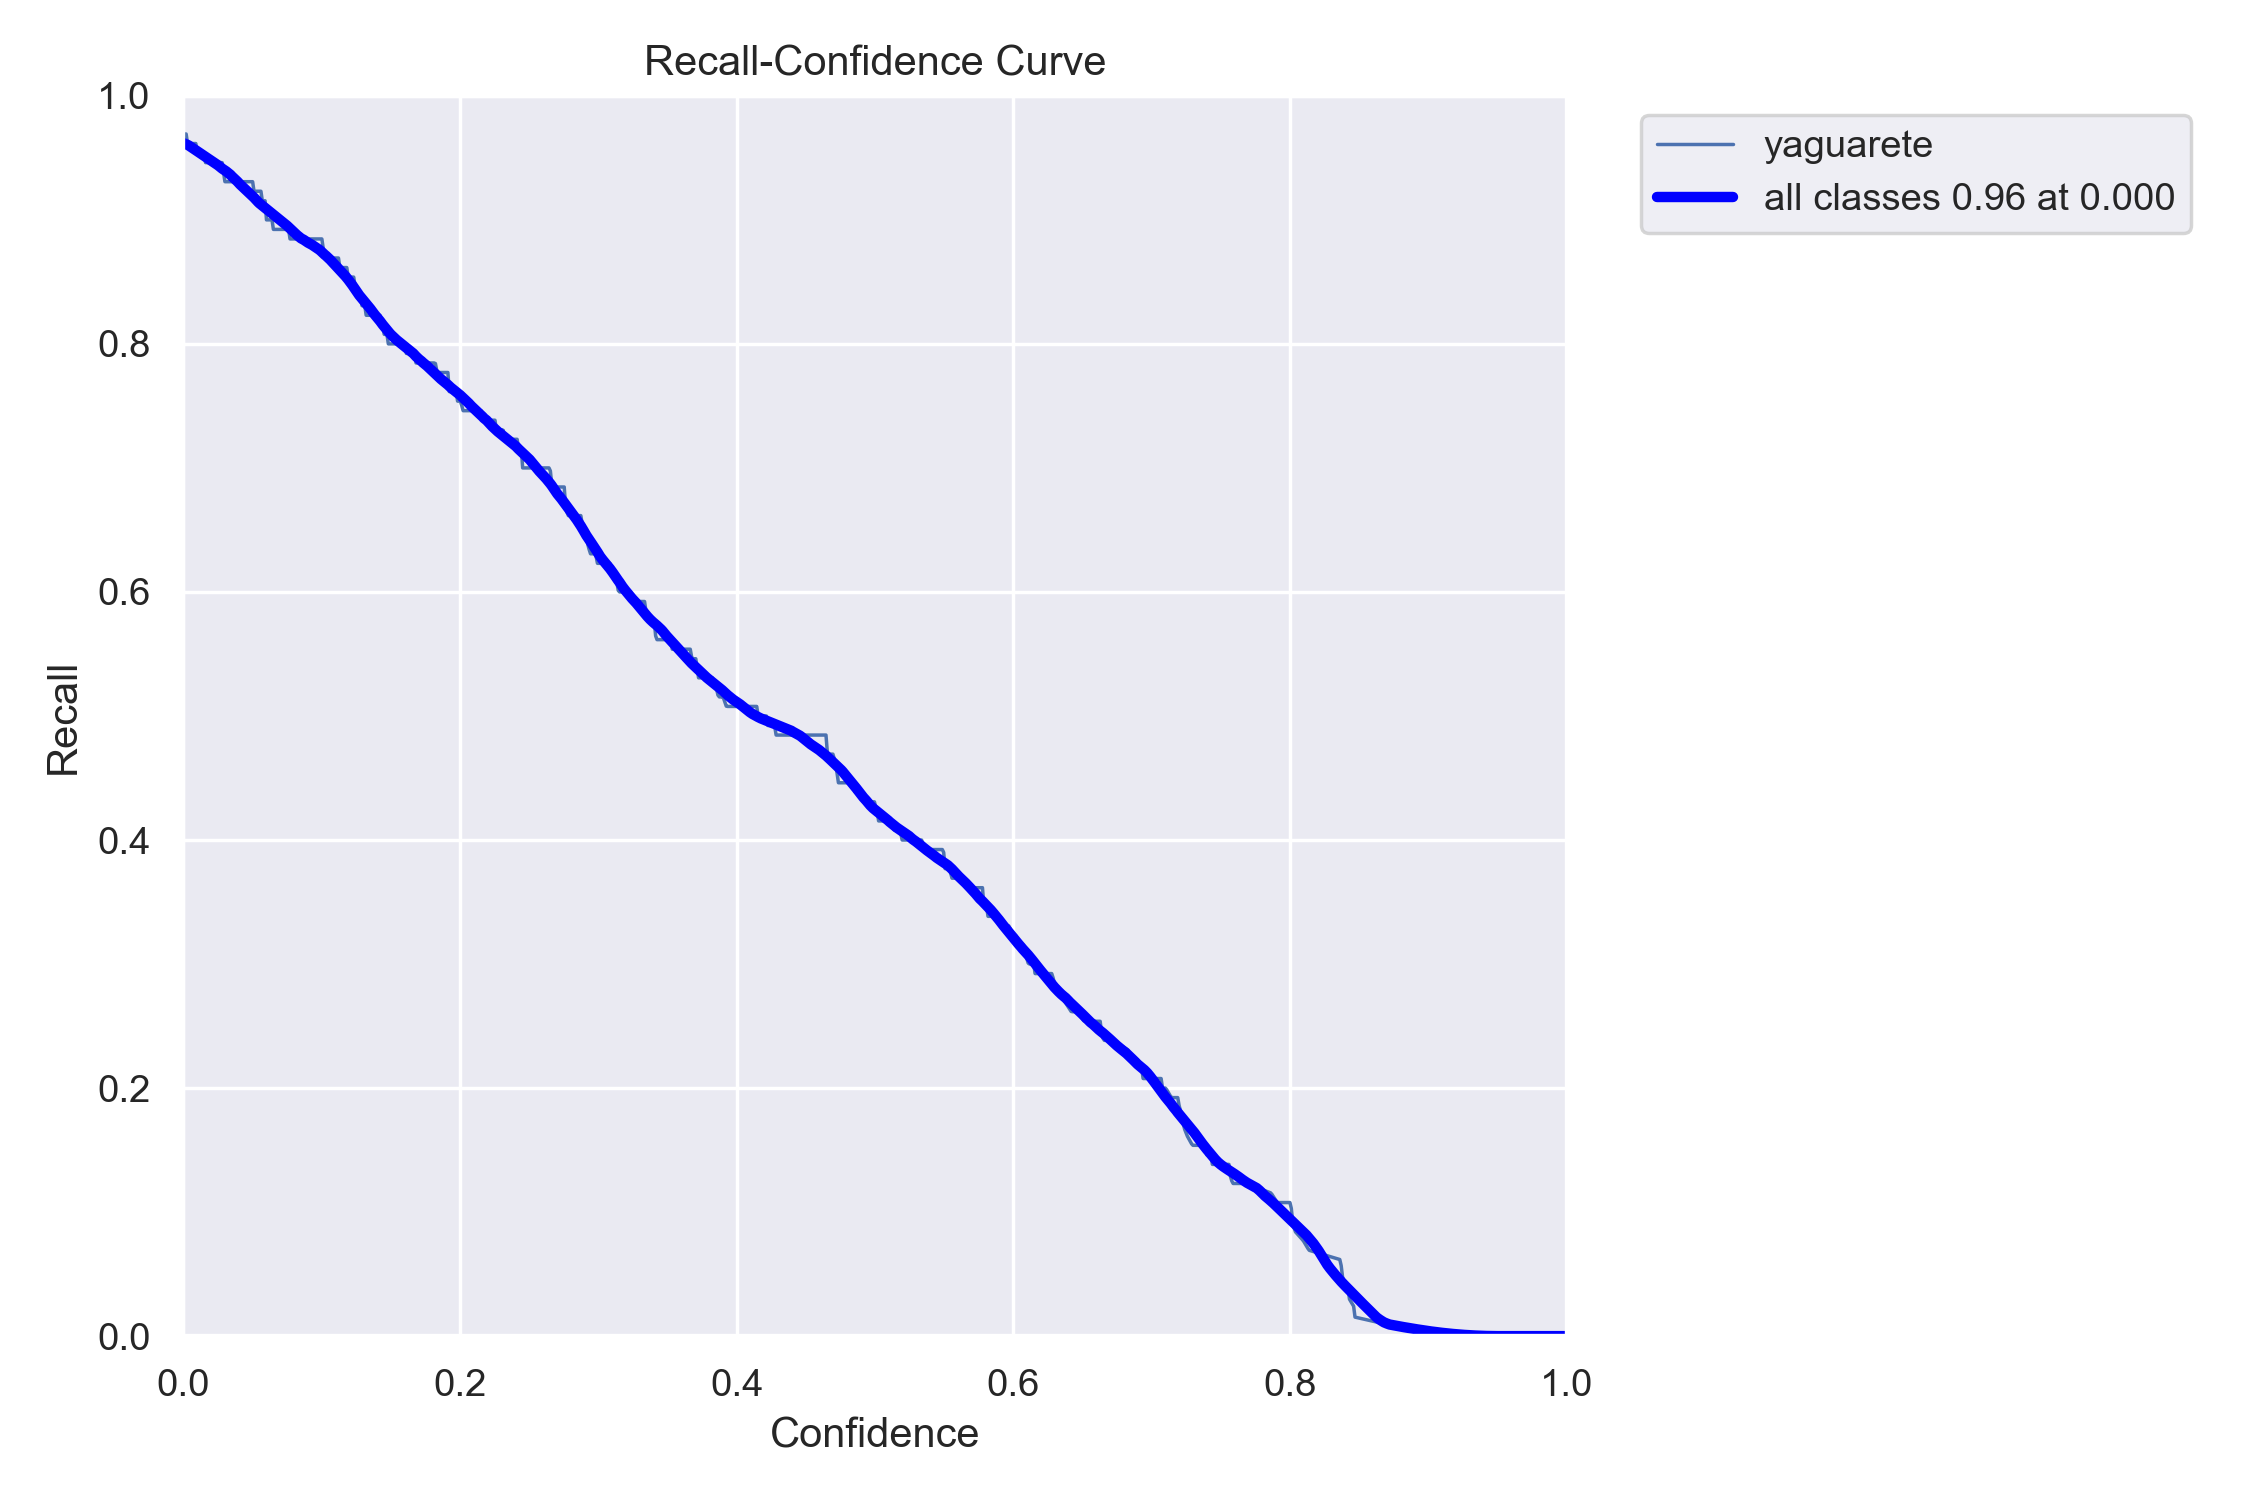 Recall-Confidence Curve
1.0
0.8
0.6
0.4
0.2
0.0
Recall
0.0 0.2 0.4 0.6 0.8 1.0
Confidence
yaguarete
all classes 0.96 at 0.000